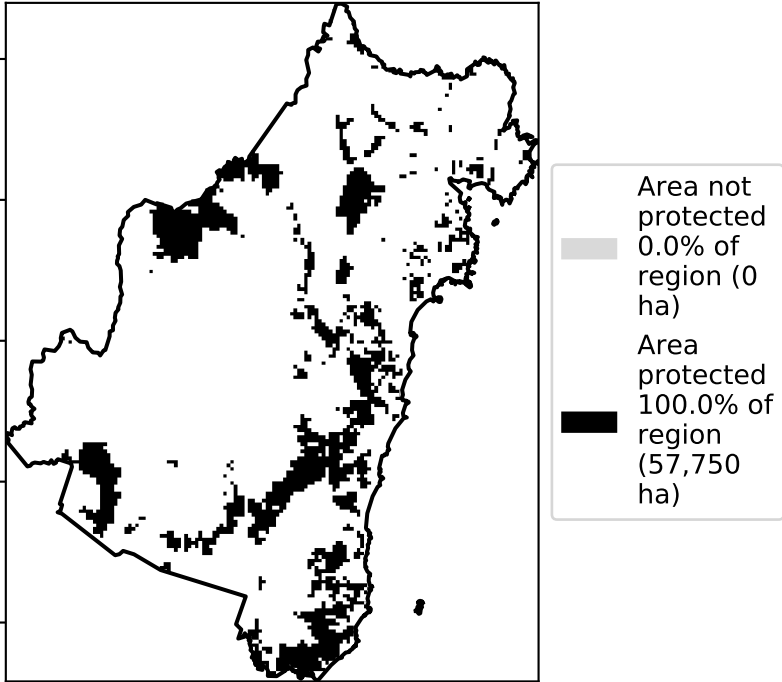 Area not
protected
0.0% of
region (0
ha)
Area
protected
100.0% of
region
(57,750
ha)